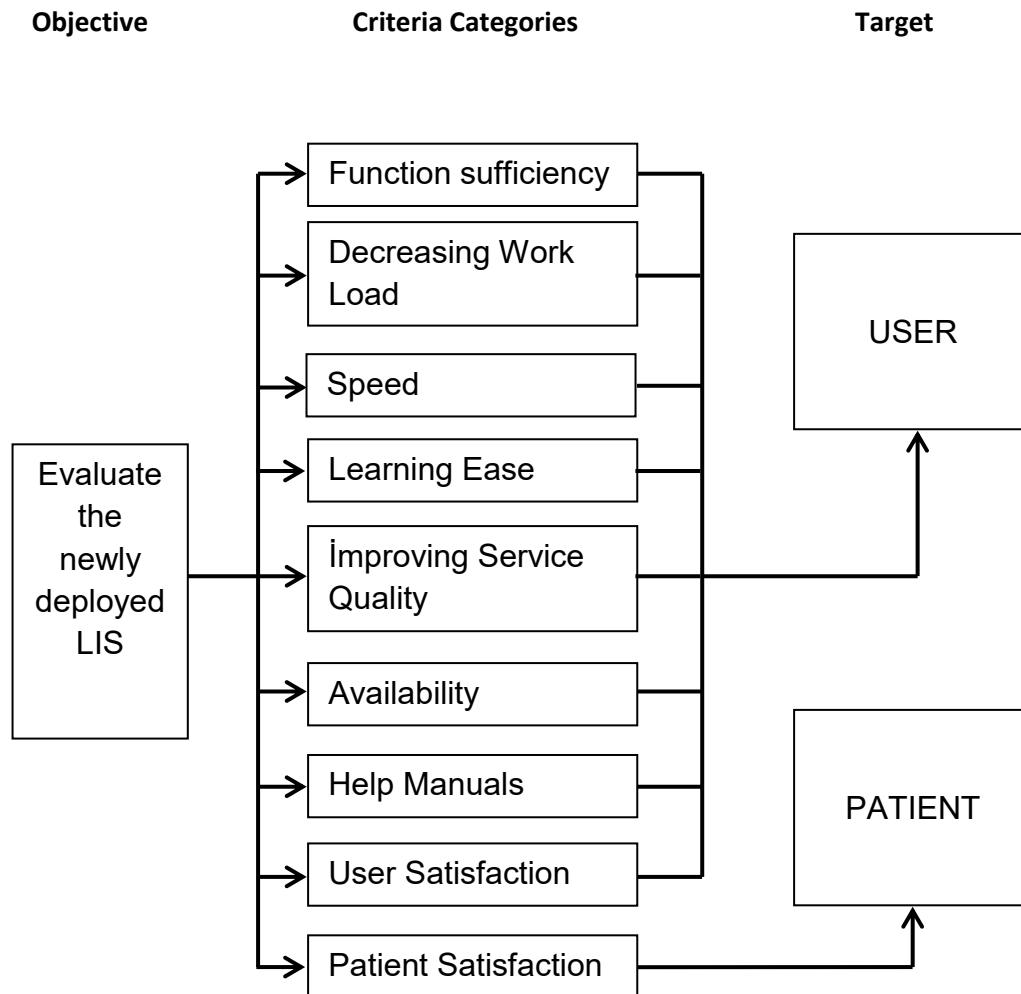 Objective
Criteria Categories
Target
Function sufficiency
Decreasing Work
Load
Speed
Learning Ease
İmproving Service
Quality
Availability
Help Manuals
User Satisfaction
Patient Satisfaction
Evaluate
the
newly
deployed
LIS
USER
PATIENT